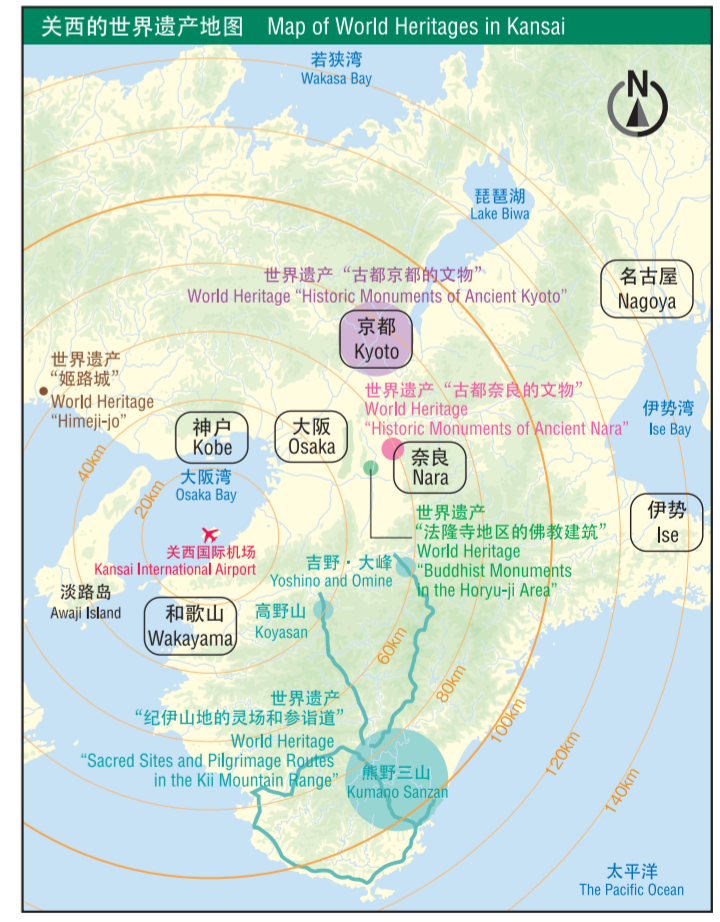 关西的世界遗产地图 Map of World Heritages in Kansai
若狭湾
Wakasa Bay
N
琵琶湖
Lake Biwa
世界遗产“古都京都的文物”
World Heritage “Historic Monuments of Ancient Kyoto”
名古屋
Nagoya
京都
Kyoto
世界遗产
“姬路城”
World Heritage
“Himeji-jo”
世界遗产“古都奈良的文物”
World Heritage
“Historic Monuments of Ancient Nara”
伊势湾
Ise Bay
神户
Kobe
大阪
Osaka
奈良
Nara
40km
大阪湾
Osaka Bay
20km
伊势
Ise
世界遗产
“法隆寺地区的佛教建筑”
World Heritage
“Buddhist Monuments
in the Horyu-ji Area”
关西国际机场
Kansai International Airport
吉野・大峰
Yoshino and Omine
淡路岛
Awaji Island
和歌山
Wakayama
高野山
Koyasan
60km
80km
100km
120km
140km
世界遗产
“纪伊山地的灵场和参诣道”
World Heritage
“Sacred Sites and Pilgrimage Routes
in the Kii Mountain Range”
熊野三山
Kumano Sanzan
太平洋
The Pacific Ocean